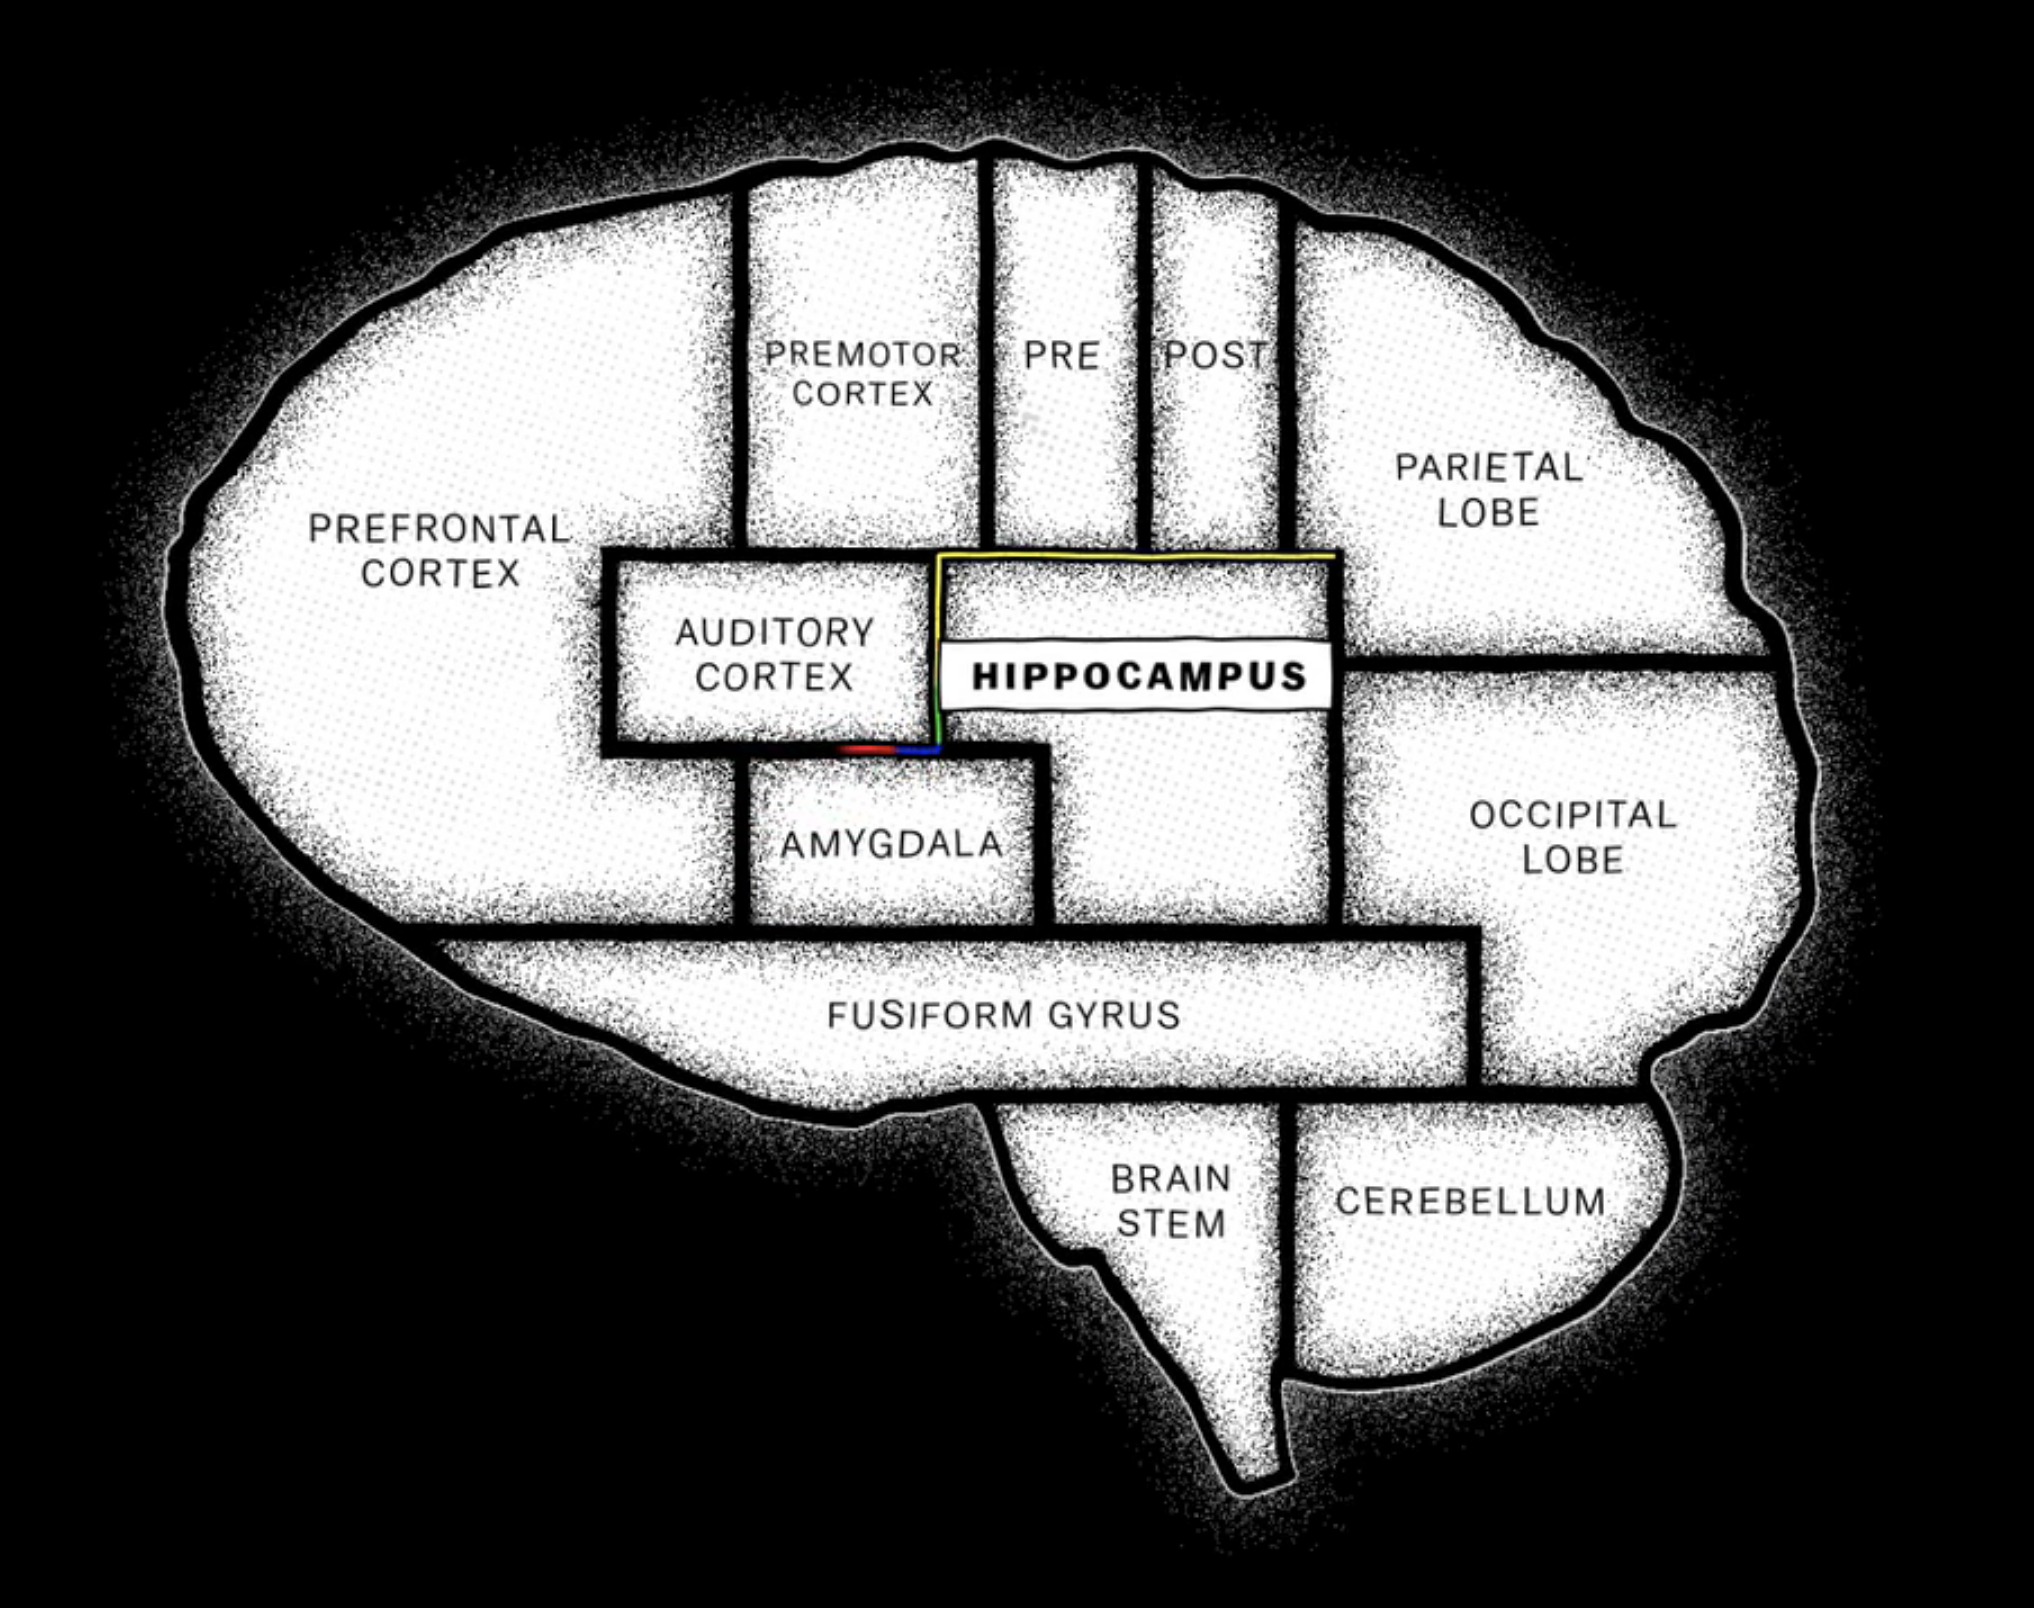 PREMOTOR
CORTEX
PRE
POST
PARIETAL
LOBE
PREFRONTAL
CORTEX
AUDITORY
CORTEX
HIPPOCAMPUS
AMYGDALA
OCCIPITAL
LOBE
FUSIFORM GYRUS
BRAIN
STEM
CEREBELLUM